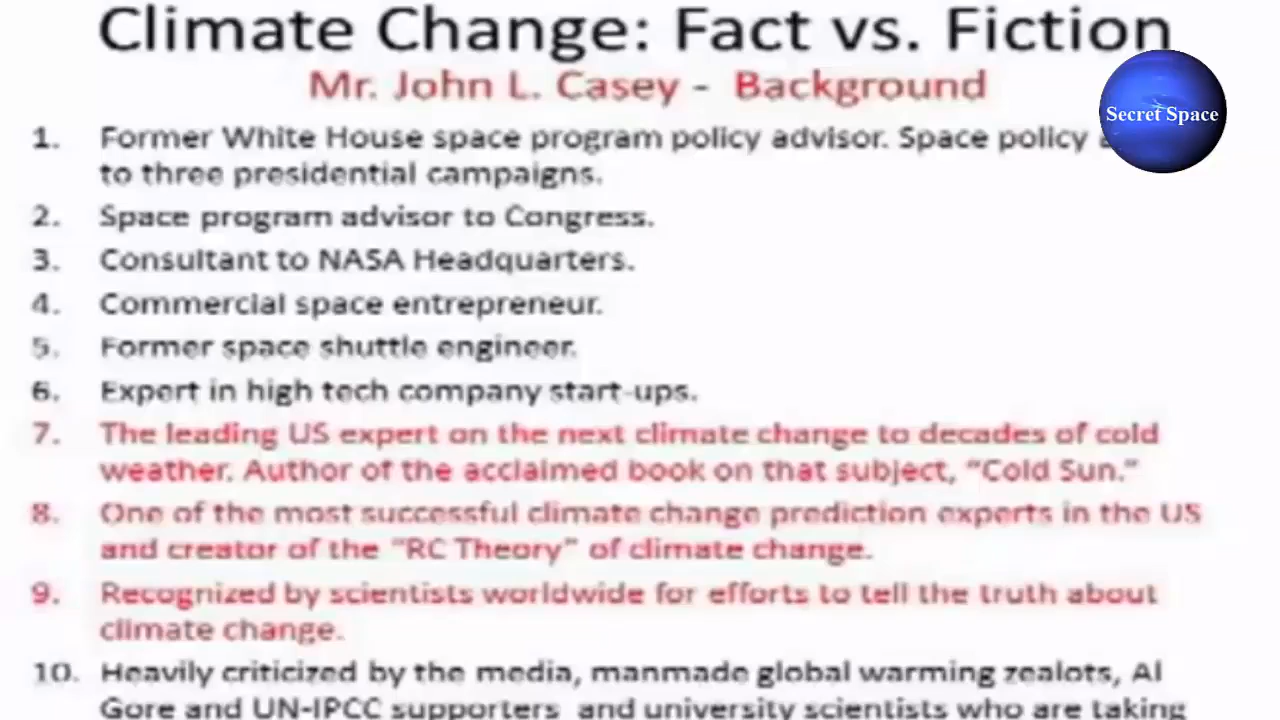 Climate Change: Fact vs. Fiction
Mr. John L. Casey - Background
Secret Space
1. Former White House space program policy advisor. Space policy
to three presidential campaigns.
2. Space program advisor to Congress.
3. Consultant to NASA Headquarters.
4. Commercial space entrepreneur.
5. Former space shuttle engineer.
6. Expert in high tech company start-ups.
7. The leading US expert on the next climate change to decades of cold
weather. Author of the acclaimed book on that subject, “Cold Sun.”
8. One of the most successful climate change prediction experts in the US
and creator of the “RC Theory” of climate change.
9. Recognized by scientists worldwide for efforts to tell the truth about
climate change.
10. Heavily criticized by the media, manmade global warming zealots, Al
Gore and UN-IPCC supporters and university scientists who are taking